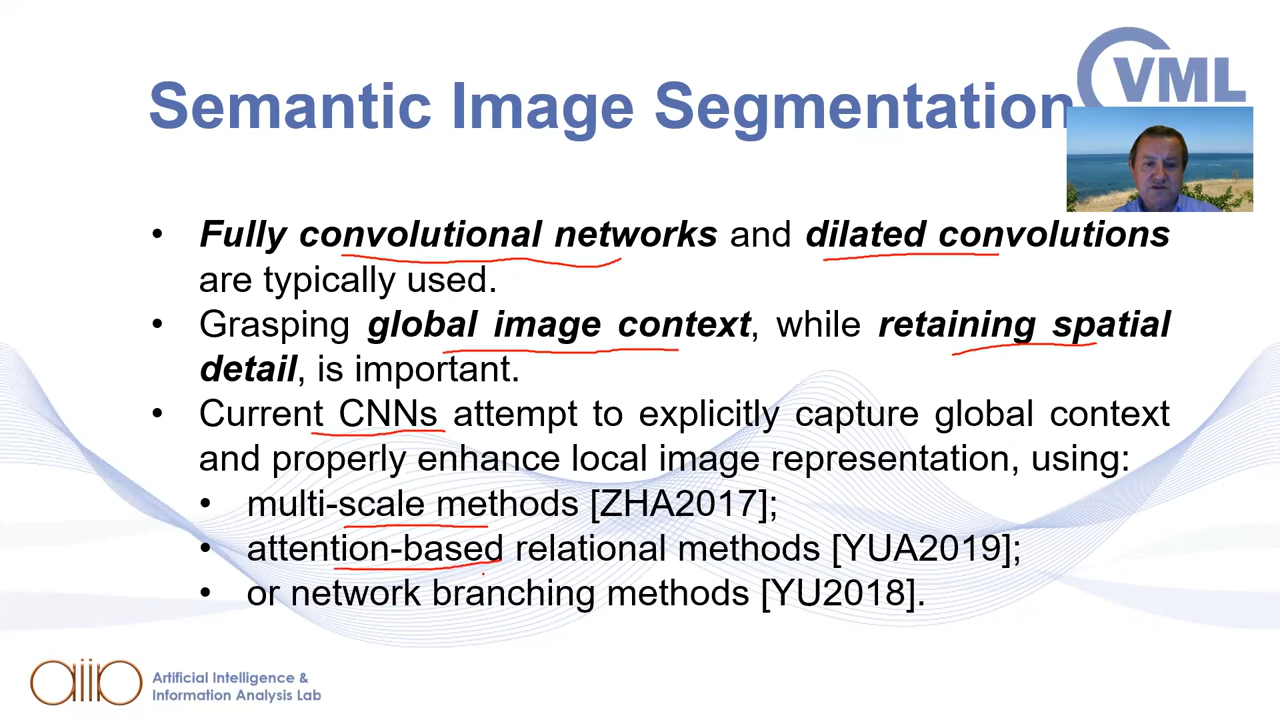 VML
Semantic Image Segmentation
• Fully convolutional networks and dilated convolutions
are typically used.
• Grasping global image context, while retaining spatial
detail, is important.
• Current CNNs attempt to explicitly capture global context
and properly enhance local image representation, using:
• multi-scale methods [ZHA2017];
• attention-based relational methods [YUA2019];
• or network branching methods [YU2018].
aiia
Artificial Intelligence &
Information Analysis Lab